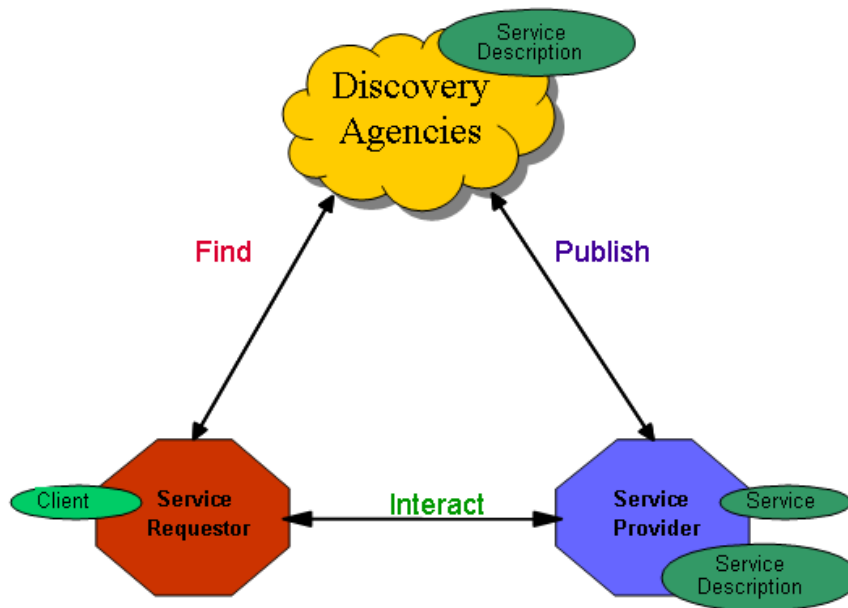 Service
Description
Discovery
Agencies
Find
Publish
Client
Service
Requestor
Interact
Service
Provider
Service
Service
Description